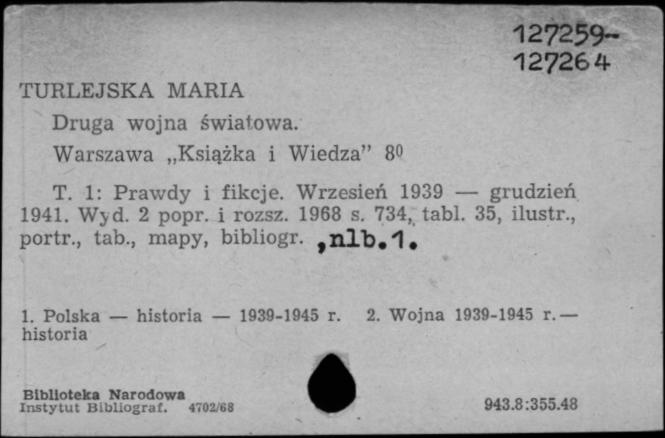 127259-
127264
TURLEJSKA MARIA
Druga wojna światowa.
Warszawa „Książka i Wiedza” 8⁰
T. 1: Prawdy i fikcje. Wrzesień 1939 — grudzień
1941. Wyd. 2 popr. i rozsz. 1968 s. 734, tabl. 35, ilustr.,
portr., tab., mapy, bibliogr. ,nlb.1.
1. Polska — historia — 1939-1945 r. 2. Wojna 1939-1945 r. —
historia
Biblioteka Narodowa
Instytut Bibliograf. 4702/68
943.8:355.48